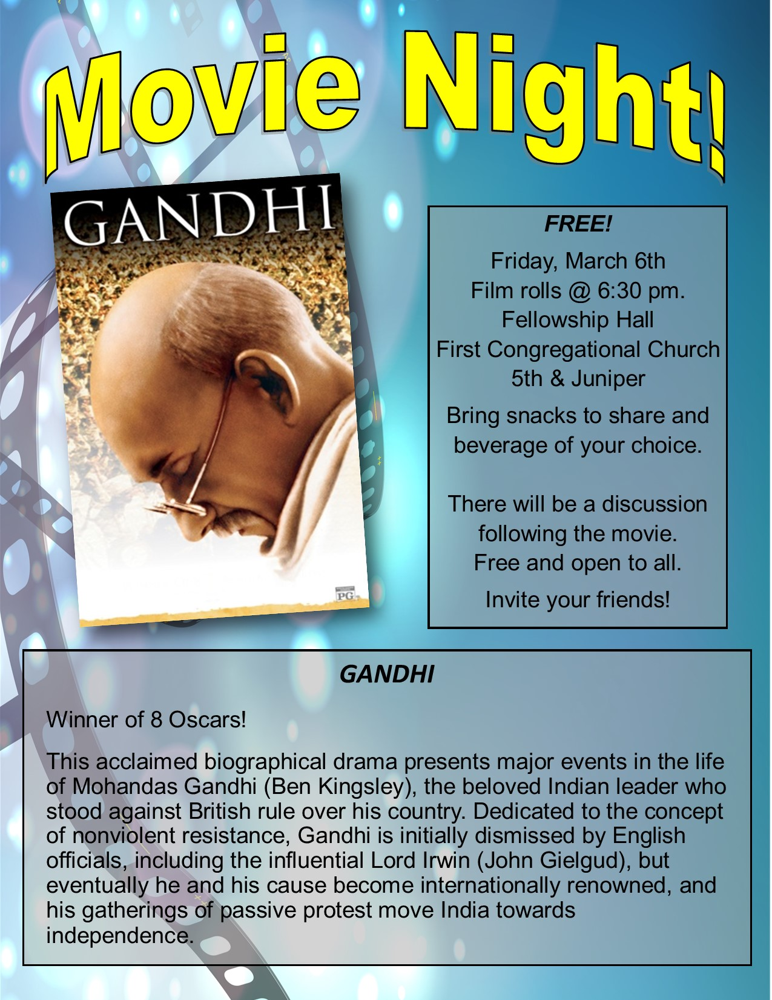 Movie Night!
GANDHI
PG
FREE!
Friday, March 6th
Film rolls @ 6:30 pm.
Fellowship Hall
First Congregational Church
5th & Juniper
Bring snacks to share and
beverage of your choice.
There will be a discussion
following the movie.
Free and open to all.
Invite your friends!
GANDHI
Winner of 8 Oscars!
This acclaimed biographical drama presents major events in the life
of Mohandas Gandhi (Ben Kingsley), the beloved Indian leader who
stood against British rule over his country. Dedicated to the concept
of nonviolent resistance, Gandhi is initially dismissed by English
officials, including the influential Lord Irwin (John Gielgud), but
eventually he and his cause become internationally renowned, and
his gatherings of passive protest move India towards
independence.